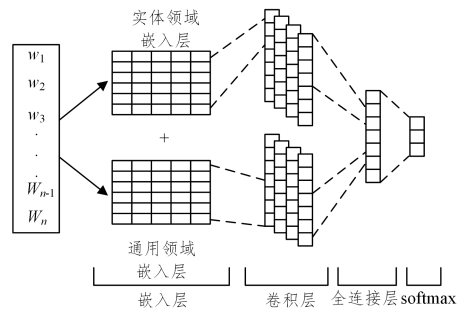 实体领域
嵌入层
w1
w2
w3
.
.
.
Wn-1
Wn
+
通用领域
嵌入层
嵌入层
卷积层
全连接层
softmax